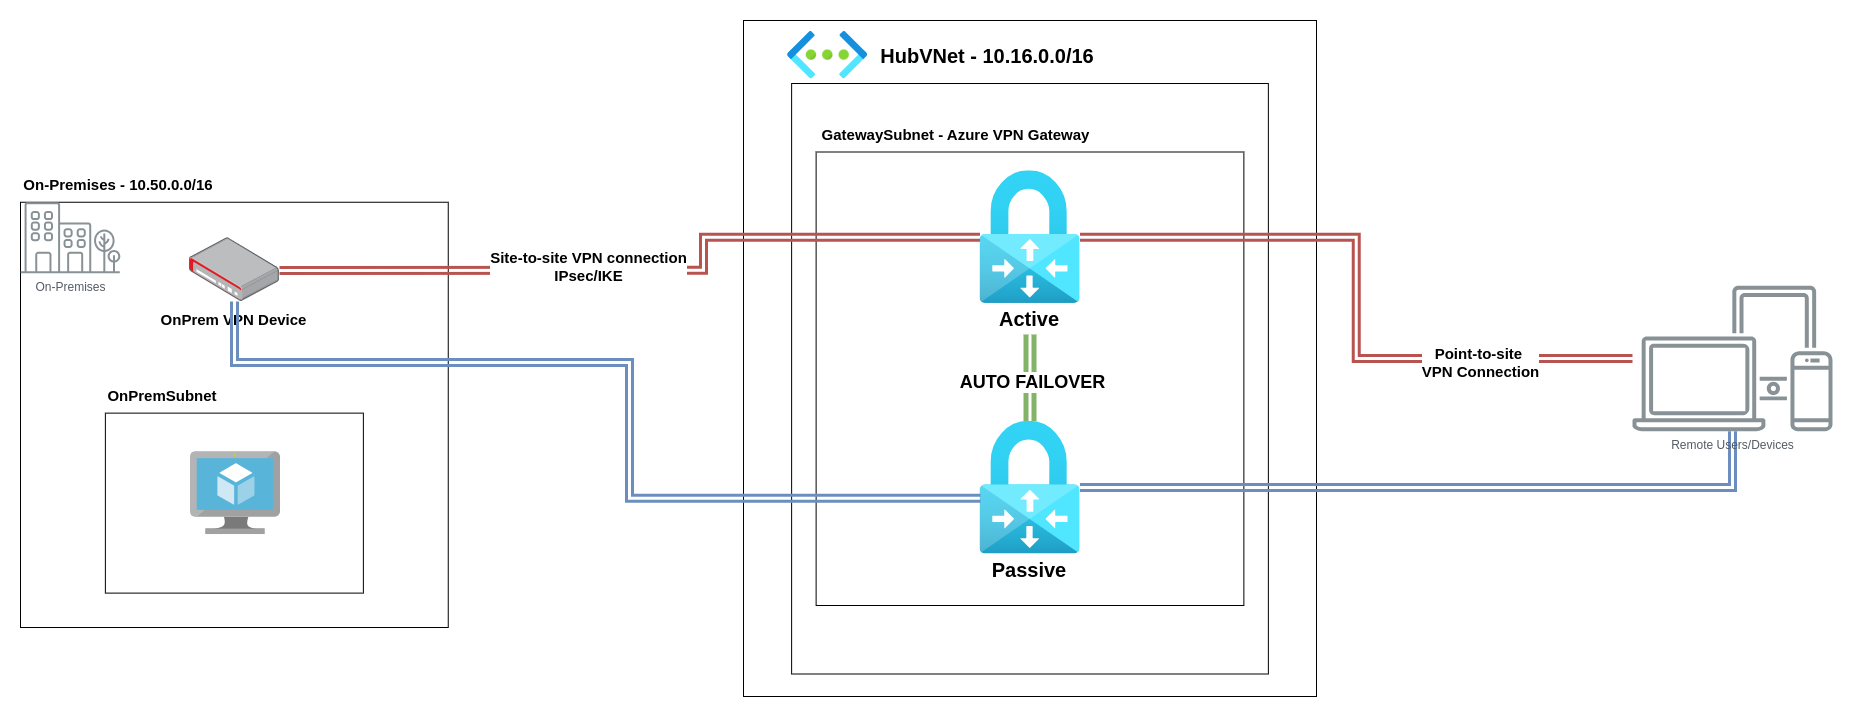 HubVNet - 10.16.0.0/16
GatewaySubnet - Azure VPN Gateway
On-Premises - 10.50.0.0/16
On-Premises
OnPrem VPN Device
Site-to-site VPN connection
IPsec/IKE
Active
AUTO FAILOVER
Point-to-site
VPN Connection
OnPremSubnet
Remote Users/Devices
Passive